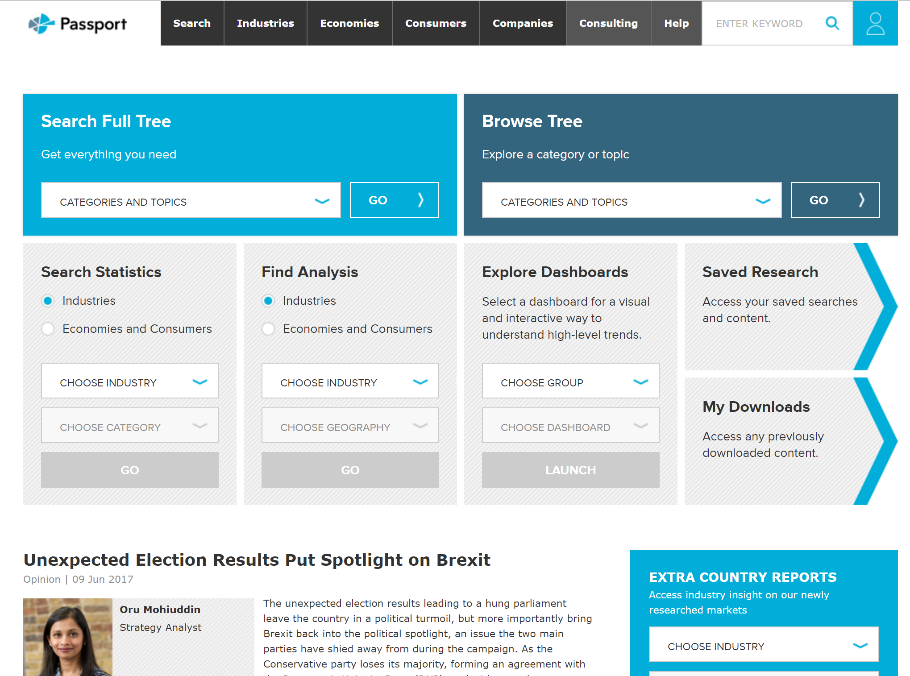 Passport
Search
Industries
Economies
Consumers
Companies
Consulting
Help
ENTER KEYWORD
Search Full Tree
Get everything you need
CATEGORIES AND TOPICS
GO
Browse Tree
Explore a category or topic
CATEGORIES AND TOPICS
GO
Search Statistics
Industries
Economies and Consumers
CHOOSE INDUSTRY
CHOOSE CATEGORY
GO
Find Analysis
Industries
Economies and Consumers
CHOOSE INDUSTRY
CHOOSE GEOGRAPHY
GO
Explore Dashboards
Select a dashboard for a visual
and interactive way to
understand high-level trends.
CHOOSE GROUP
CHOOSE DASHBOARD
LAUNCH
Saved Research
Access your saved searches
and content.
My Downloads
Access any previously
downloaded content.
Unexpected Election Results Put Spotlight on Brexit
Opinion | 09 Jun 2017
Oru Mohiuddin
Strategy Analyst
The unexpected election results leading to a hung parliament
leave the country in a political turmoil, but more importantly bring
Brexit back into the political spotlight, an issue the two main
parties have shied away from during the campaign. As the
Conservative party loses its majority, forming an agreement with
EXTRA COUNTRY REPORTS
Access industry insight on our newly
researched markets
CHOOSE INDUSTRY